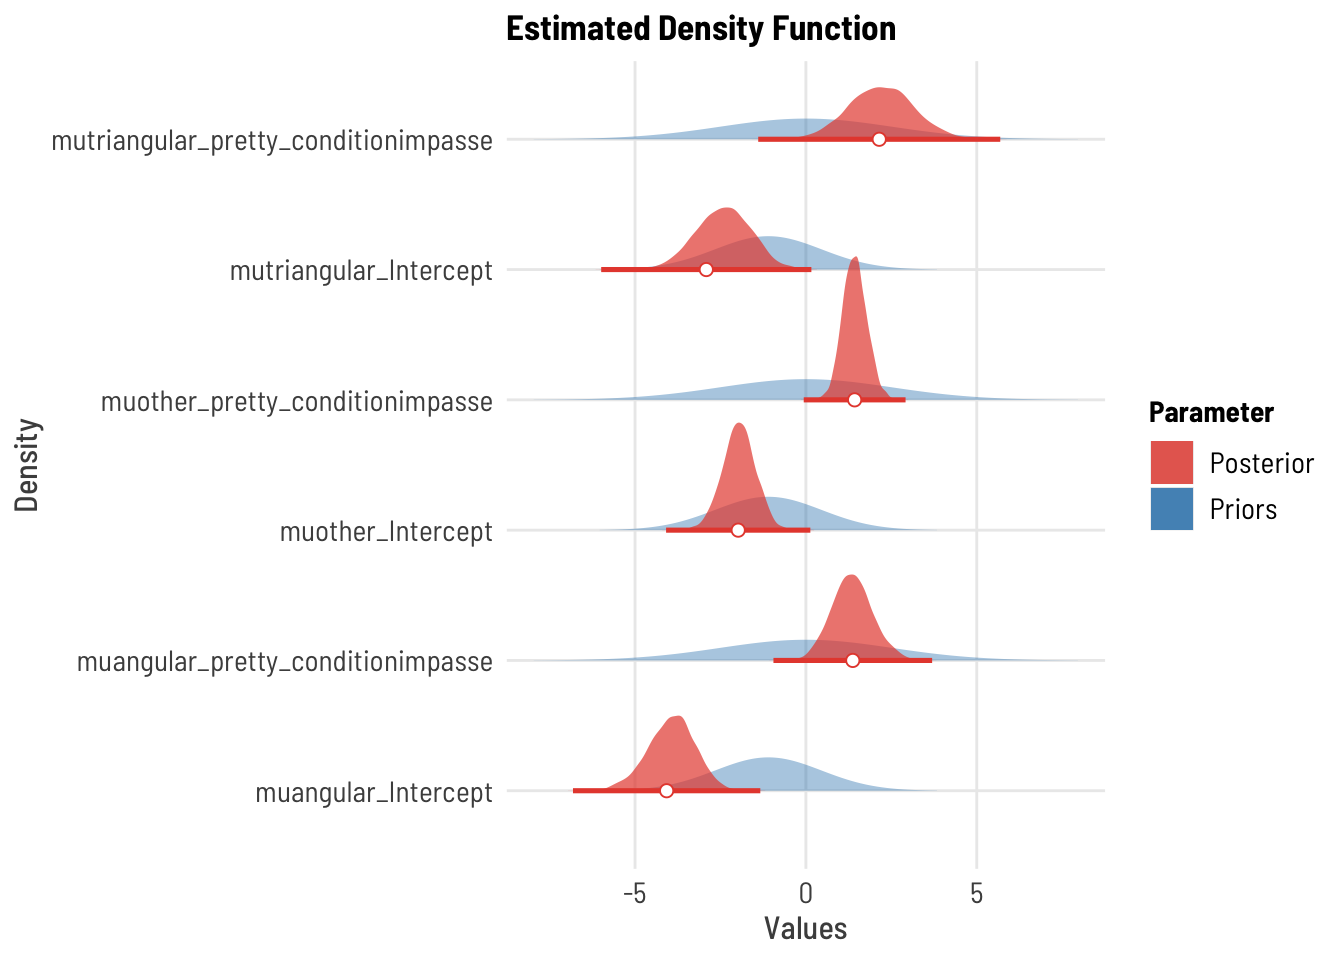 Estimated Density Function
mutriangular_pretty_conditionimpasse
mutriangular_Intercept
muother_pretty_conditionimpasse
muother_Intercept
muangular_pretty_conditionimpasse
muangular_Intercept
Density
-5 0 5
Values
Parameter
Posterior
Priors